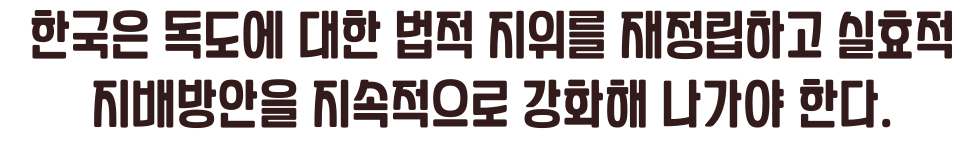 한국은 독도에 대한 법적 지위를 재정립하고 실효적
지배방안을 지속적으로 강화해 나가야 한다.